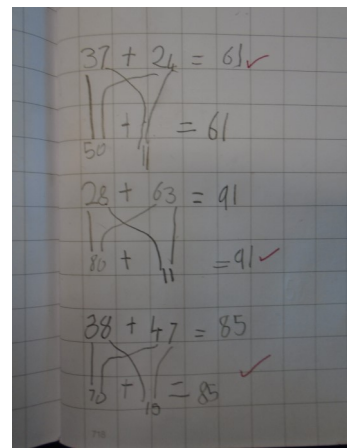 37 + 24 = 61
50 + 11 = 61
28 + 63 = 91
80 + 11 = 91
38 + 47 = 85
70 + 15 = 85